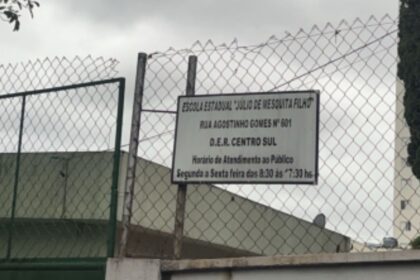 ESCOLA ESTADUAL "JÚLIO DE MESQUITA FILHO"
RUA AGOSTINHO GOMES Nº 601
D.E.R. CENTRO SUL
Horário de Atendimento ao Público
Segunda a Sexta feira das 8:30 às 17:30 hs